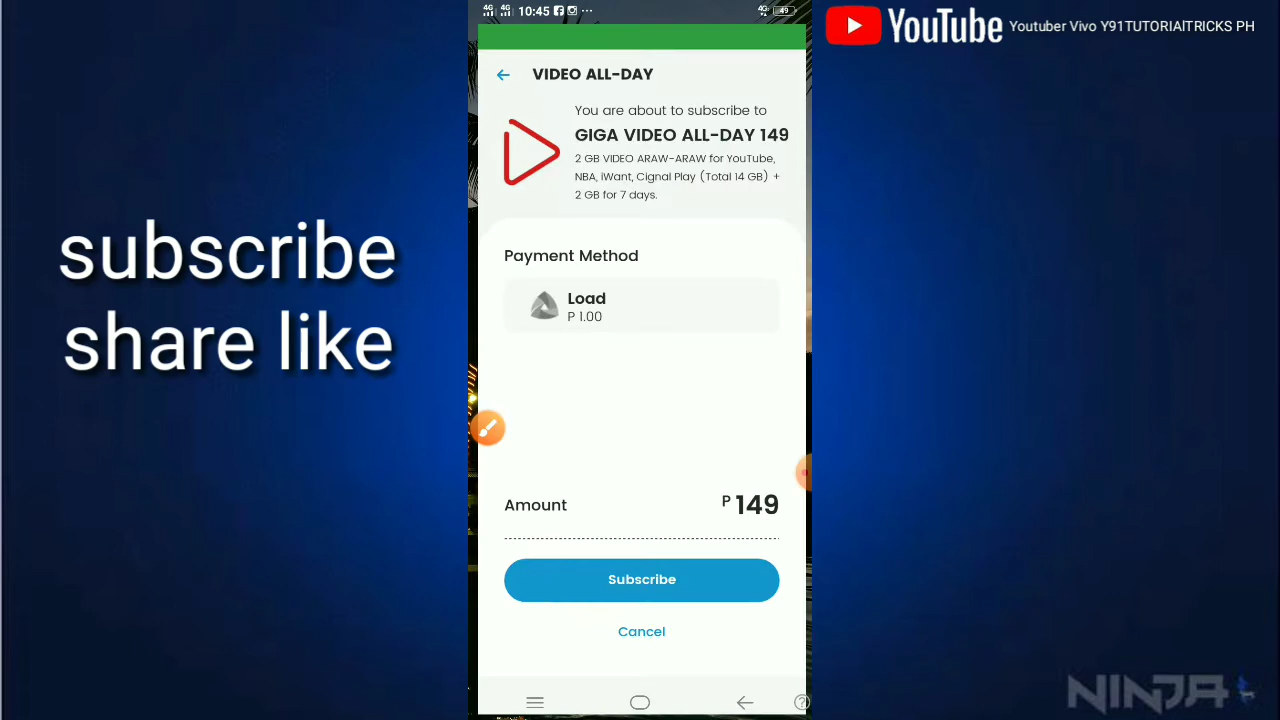 10:45
49
YouTube
Youtuber Vivo Y91TUTORIAlTRICKS PH
VIDEO ALL-DAY
You are about to subscribe to
GIGA VIDEO ALL-DAY 149
2 GB VIDEO ARAW-ARAW for YouTube,
NBA, iWant, Cignal Play (Total 14 GB) +
2 GB for 7 days.
subscribe
share like
Payment Method
Load
P 1.00
Amount
P 149
Subscribe
Cancel
NINJA